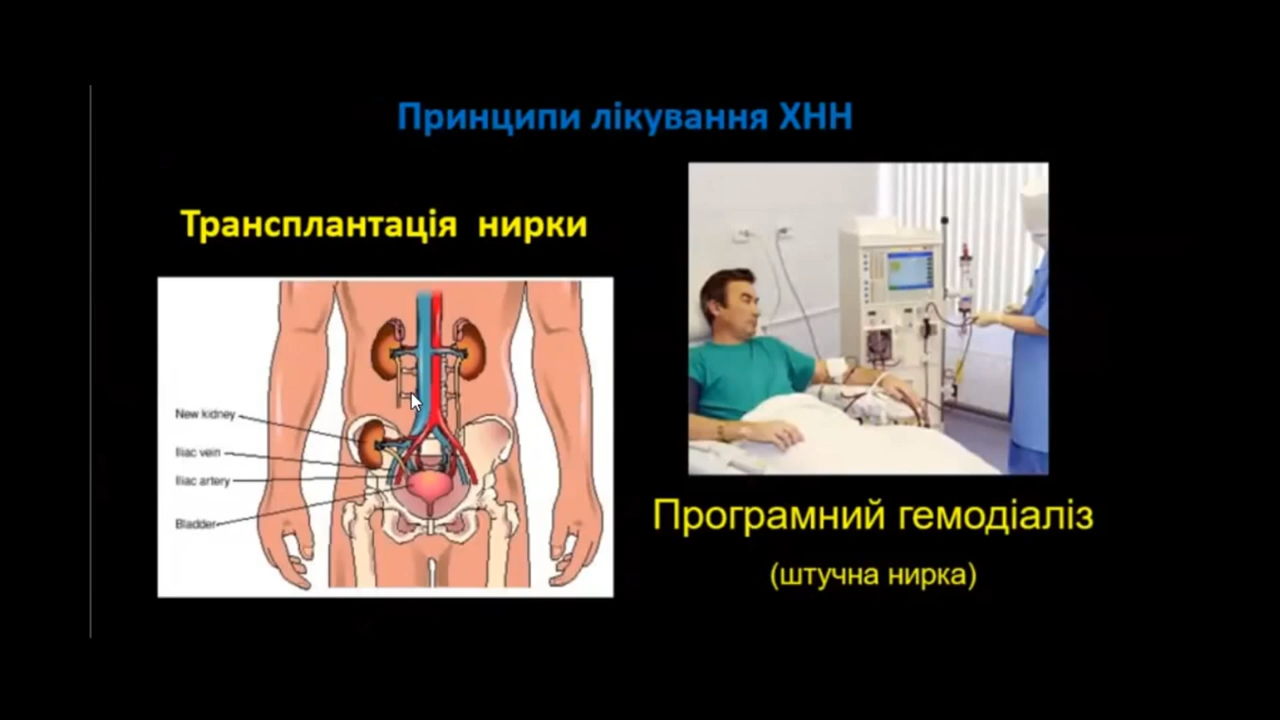 Принципи лікування ХНН
Трансплантація нирки
New kidney
Iliac vein
Iliac artery
Bladder
Програмний гемодіаліз
(штучна нирка)